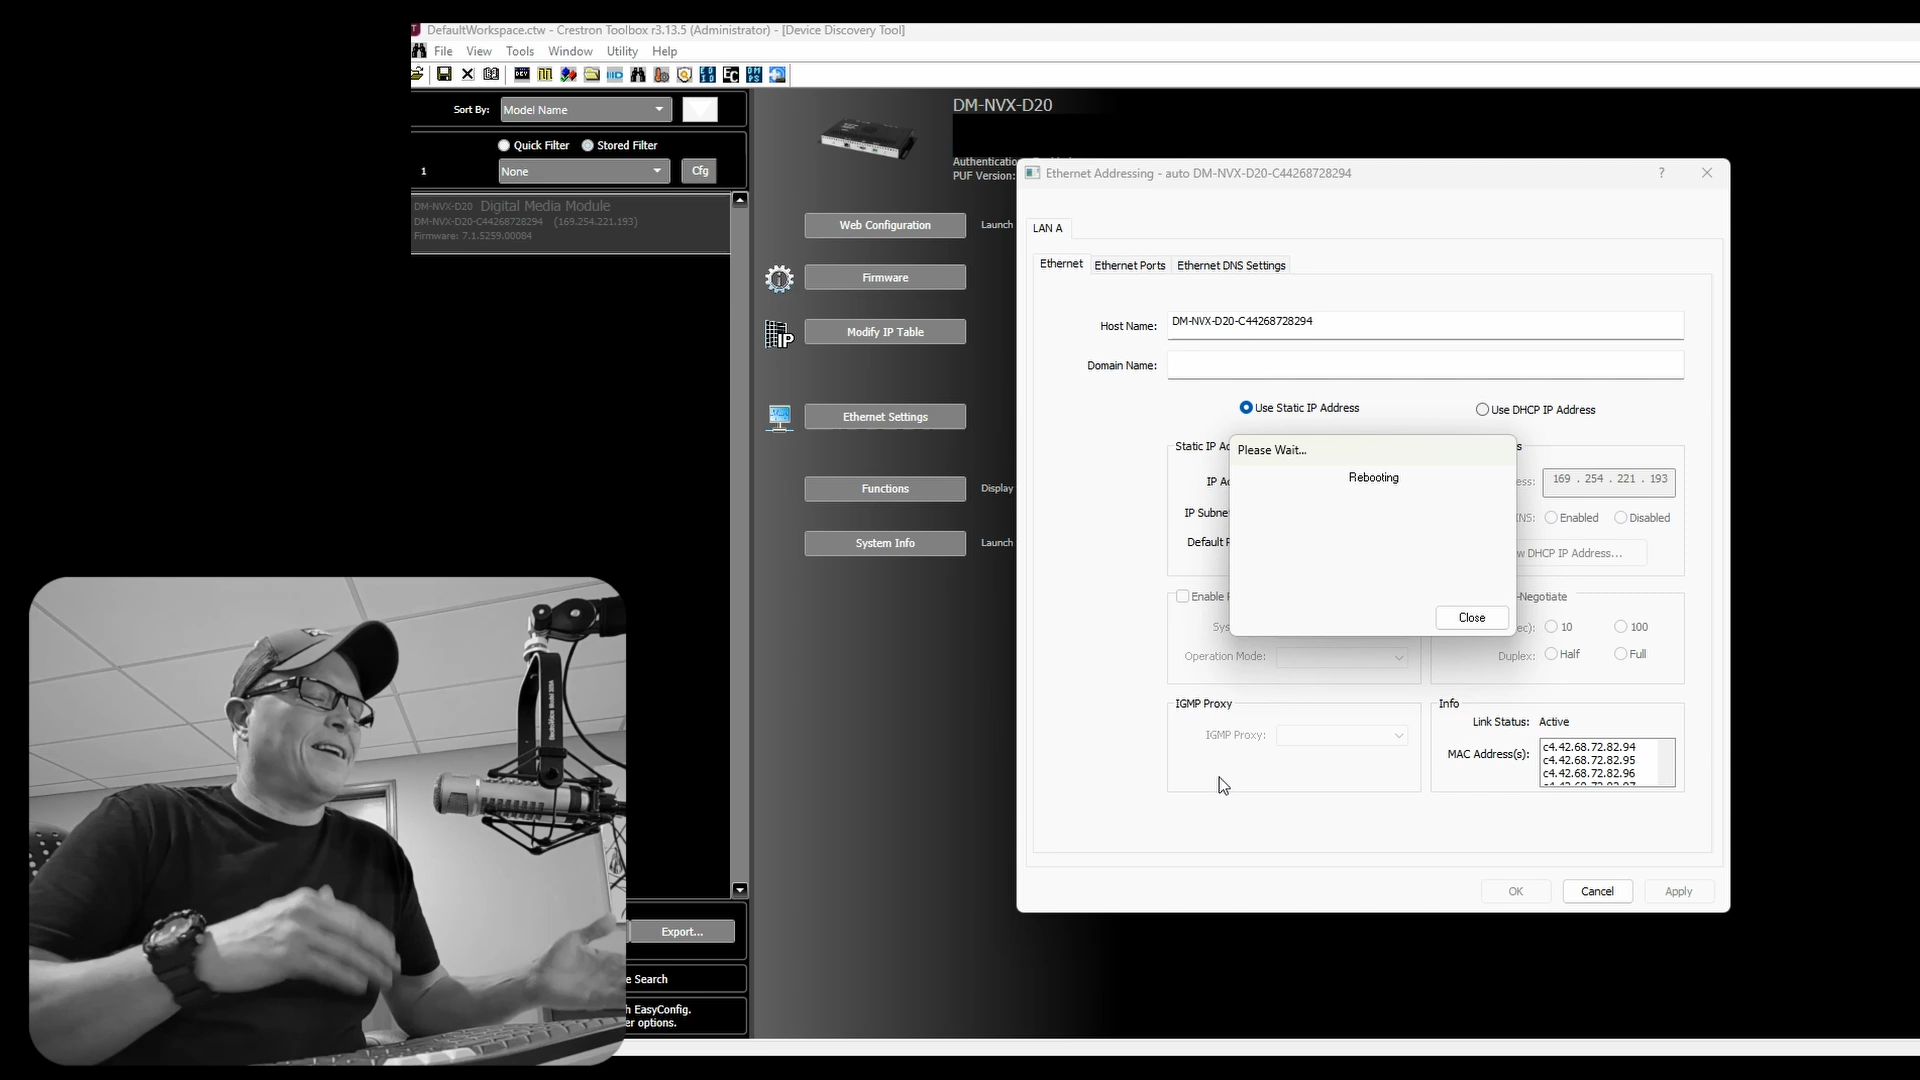 DefaultWorkspace.ctw - Crestron Toolbox r3.13.5 (Administrator) - [Device Discovery Tool]
File View Tools Window Utility Help
Sort By: Model Name
Quick Filter Stored Filter
1 None Cfg
DM-NVX-D20 Digital Media Module
DM-NVX-D20-C44268728294 (169.254.221.193)
Firmware: 7.1.5259.00084
Export...
e Search
h EasyConfig.
er options.
DM-NVX-D20
Authenticatio
PUF Version:
Web Configuration Launch
Firmware
IP Modify IP Table
Ethernet Settings
Functions Display
System Info Launch
Ethernet Addressing - auto DM-NVX-D20-C44268728294
LAN A
Ethernet Ethernet Ports Ethernet DNS Settings
Host Name: DM-NVX-D20-C44268728294
Domain Name:
Use Static IP Address Use DHCP IP Address
Static IP Ad s
IP Ad ess: 169 . 254 . 221 . 193
IP Subne NS: Enabled Disabled
Default R w DHCP IP Address...
Please Wait...
Rebooting
Close
Enable -Negotiate
Sys ec): 10 100
Operation Mode: Duplex: Half Full
IGMP Proxy Info
IGMP Proxy: Link Status: Active
MAC Address(s): c4.42.68.72.82.94
c4.42.68.72.82.95
c4.42.68.72.82.96
OK Cancel Apply